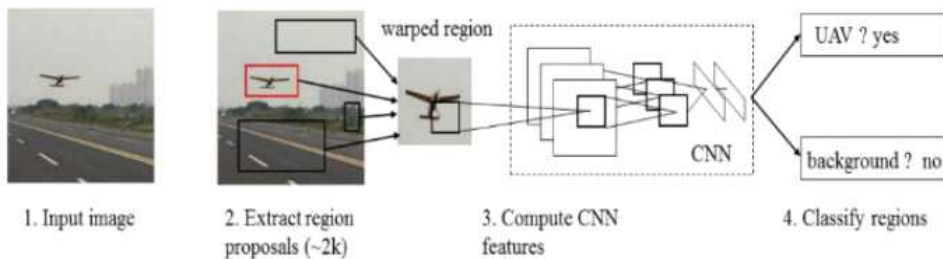 warped region
UAV ? yes
CNN
background ? no
1. Input image
2. Extract region
proposals (~2k)
3. Compute CNN
features
4. Classify regions